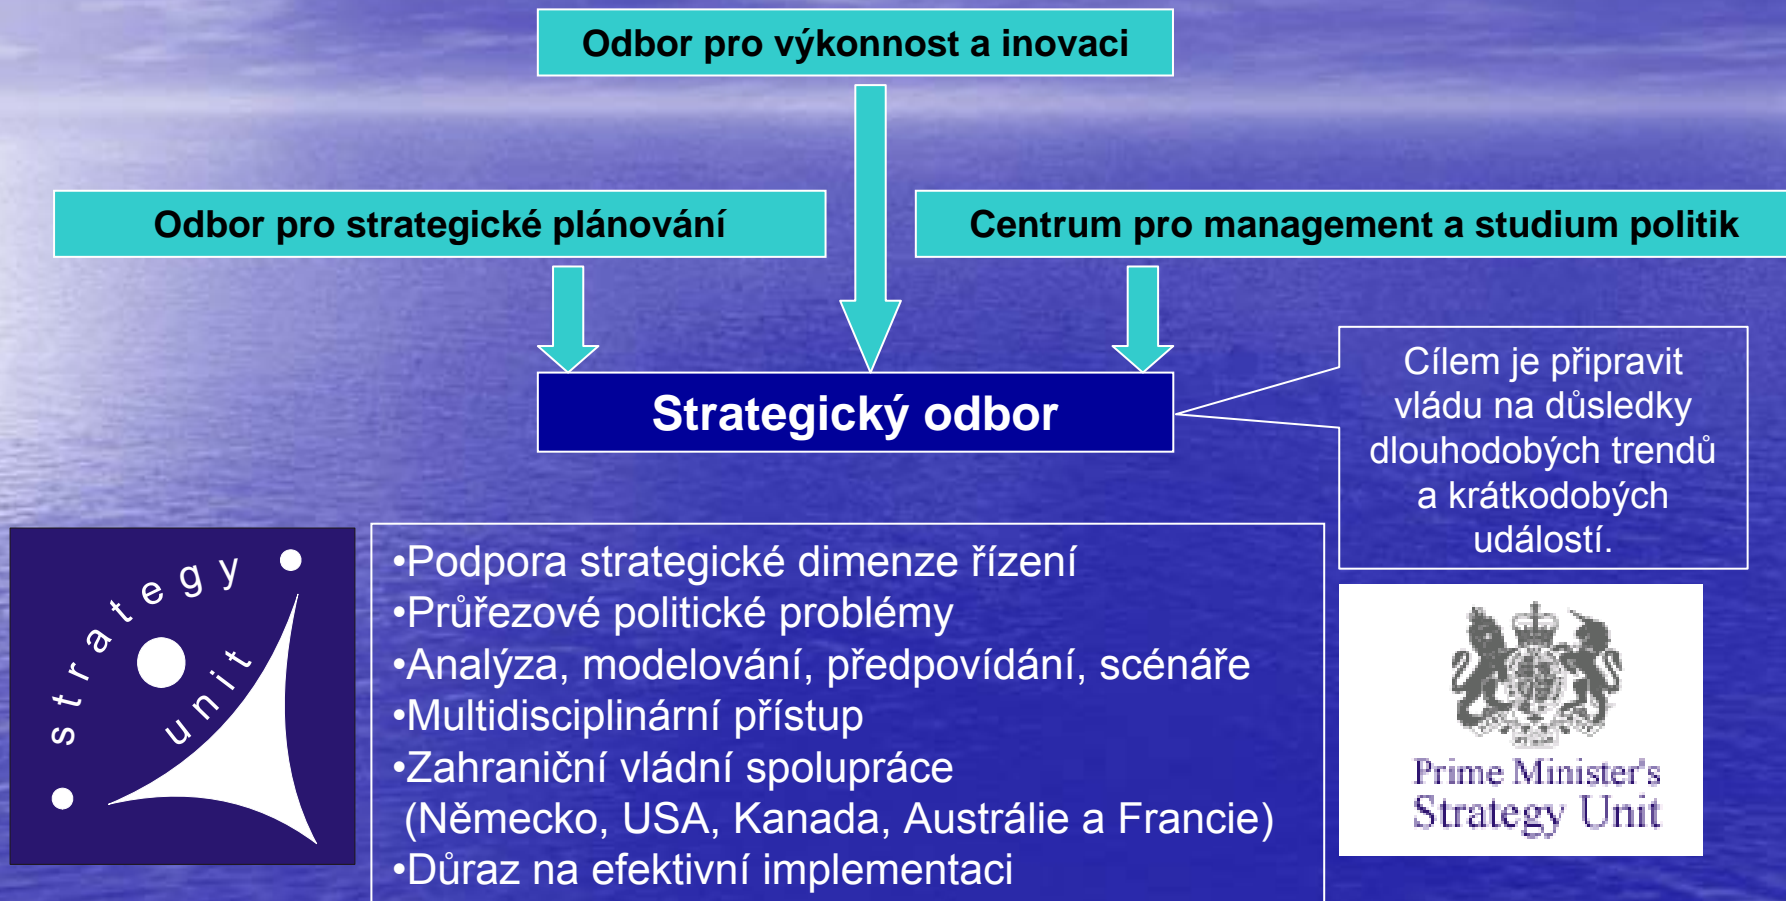 Odbor pro výkonnost a inovaci
Odbor pro strategické plánování
Centrum pro management a studium politik
Strategický odbor
Cílem je připravit
vládu na důsledky
dlouhodobých trendů
a krátkodobých
událostí.
strategy
unit
•Podpora strategické dimenze řízení
•Průřezové politické problémy
•Analýza, modelování, předpovídání, scénáře
•Multidisciplinární přístup
•Zahraniční vládní spolupráce
(Německo, USA, Kanada, Austrálie a Francie)
•Důraz na efektivní implementaci
Prime Minister's
Strategy Unit